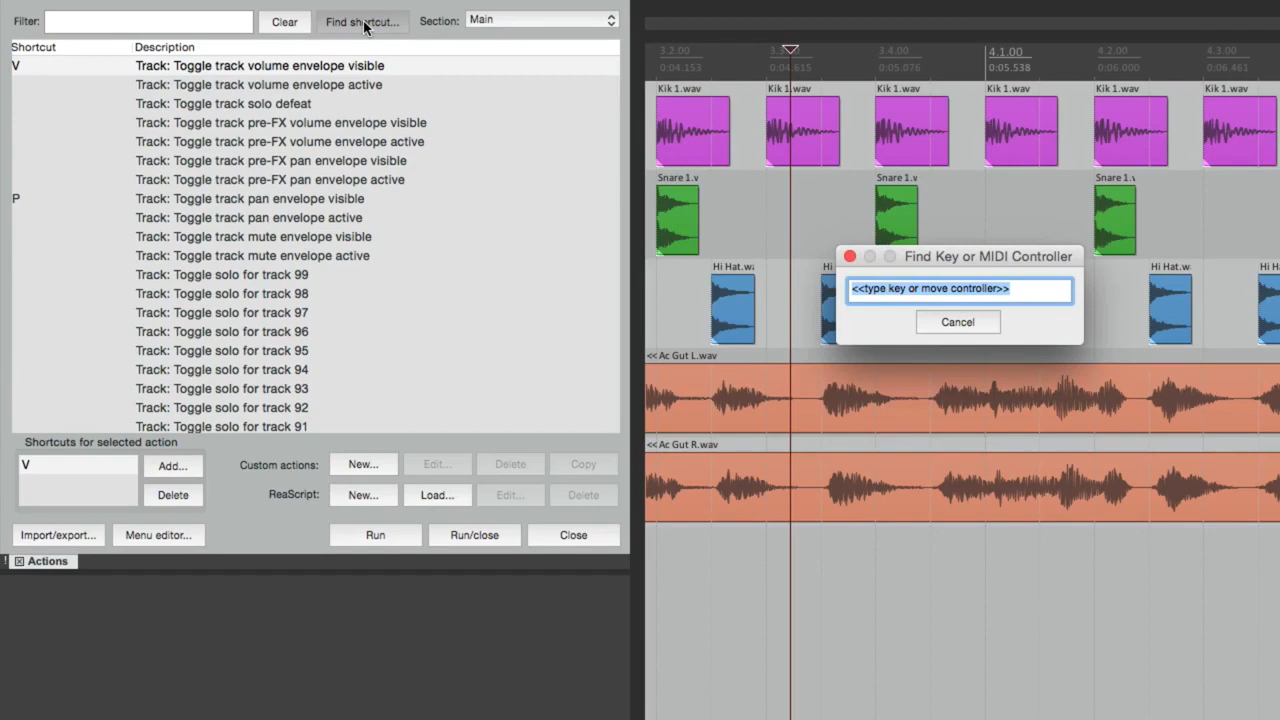 Filter:
Clear
Find shortcut...
Section:
Main
Shortcut
Description
V
Track: Toggle track volume envelope visible
Track: Toggle track volume envelope active
Track: Toggle track solo defeat
Track: Toggle track pre-FX volume envelope visible
Track: Toggle track pre-FX volume envelope active
Track: Toggle track pre-FX pan envelope visible
Track: Toggle track pre-FX pan envelope active
P
Track: Toggle track pan envelope visible
Track: Toggle track pan envelope active
Track: Toggle track mute envelope visible
Track: Toggle track mute envelope active
Track: Toggle solo for track 99
Track: Toggle solo for track 98
Track: Toggle solo for track 97
Track: Toggle solo for track 96
Track: Toggle solo for track 95
Track: Toggle solo for track 94
Track: Toggle solo for track 93
Track: Toggle solo for track 92
Track: Toggle solo for track 91
Shortcuts for selected action
V
Add...
Delete
Custom actions:
New...
Edit...
Delete
Copy
ReaScript:
New...
Load...
Edit...
Delete
Import/export...
Menu editor...
Run
Run/close
Close
Actions
3.2.00
3.4.00
4.1.00
4.2.00
4.3.00
0:04.153
0:04.615
0:05.076
0:05.538
0:06.000
0:06.461
Kik 1.wav
Kik 1.wav
Kik 1.wav
Kik 1.wav
Kik 1.wav
Kik 1.wav
Snare 1.v
Snare 1.v
Snare 1.v
Find Key or MIDI Controller
<<type key or move controller>>
Cancel
Hi Hat.wa
Hi
Hi Hat.w
Hi Ha
<< Ac Gut L.wav
<< Ac Gut R.wav